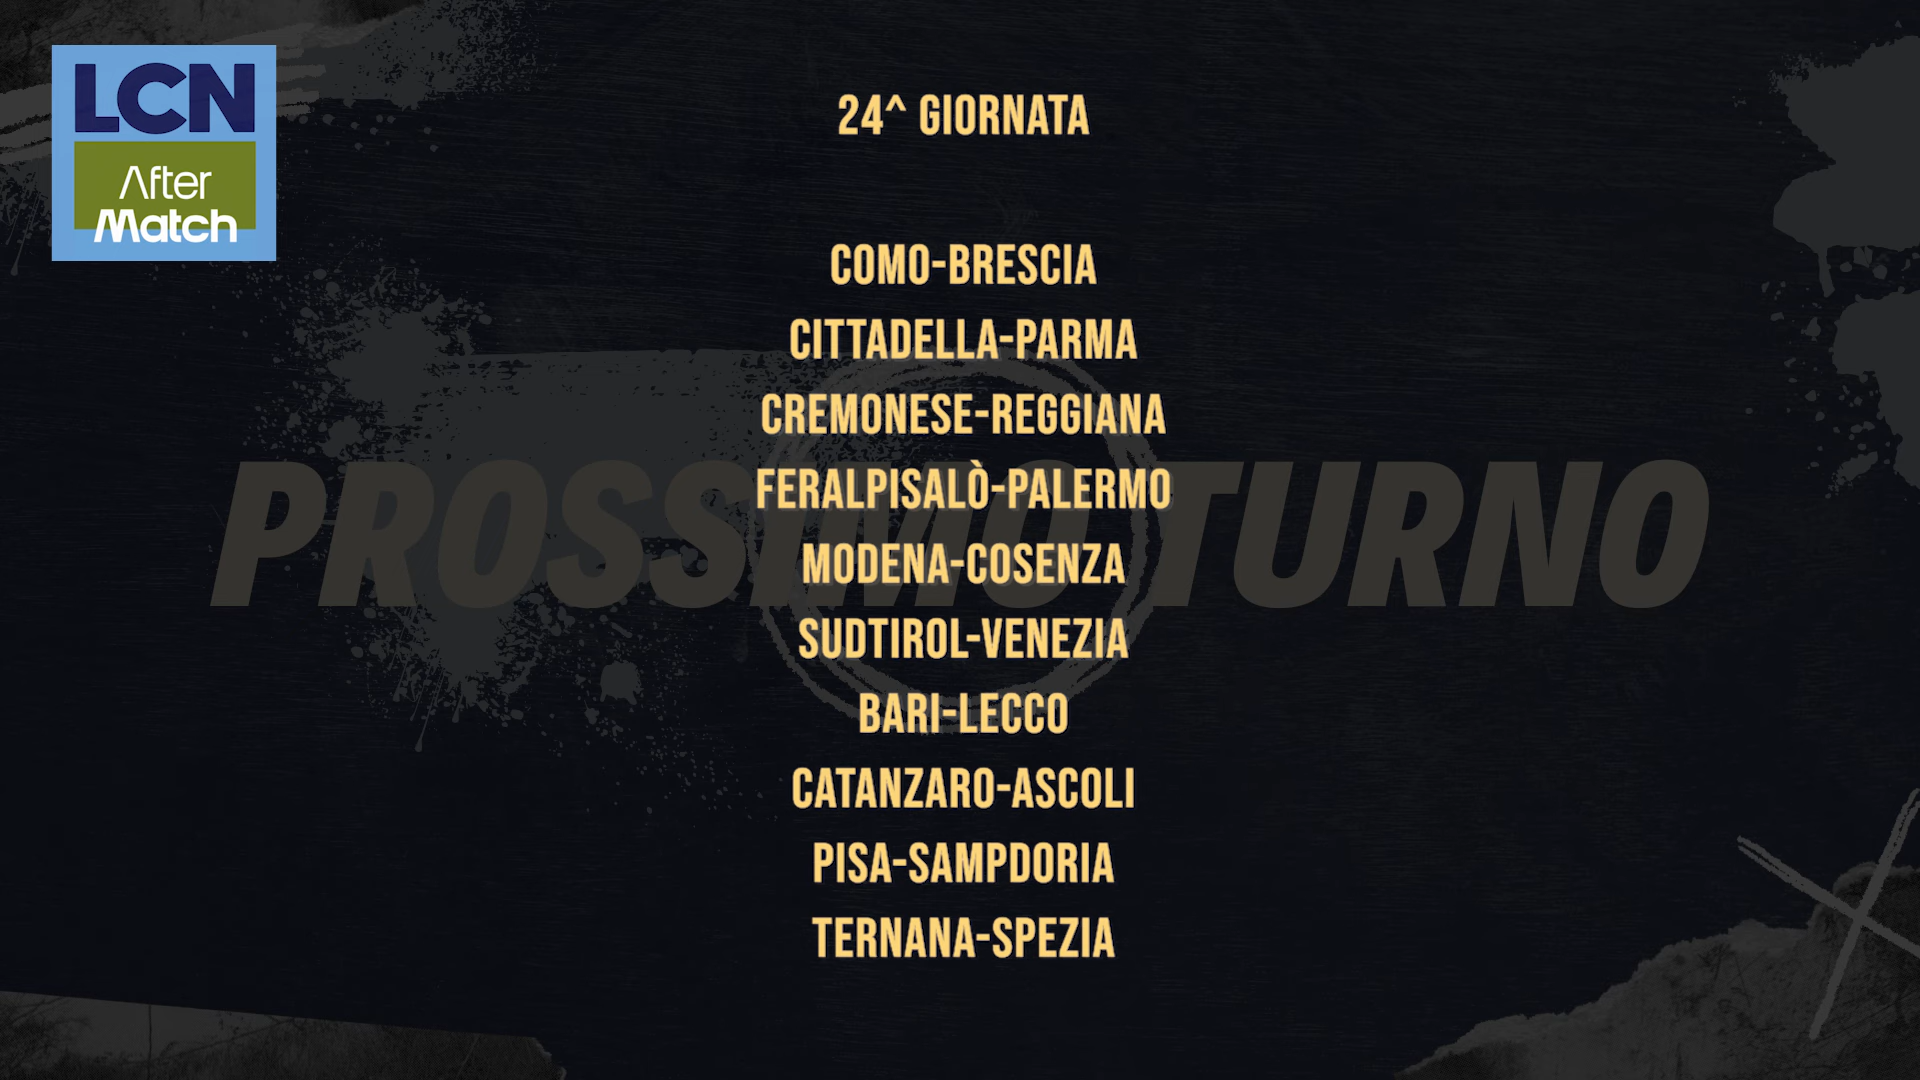 LCN
After
Match
24^ GIORNATA
COMO-BRESCIA
CITTADELLA-PARMA
CREMONESE-REGGIANA
FERALPISALÒ-PALERMO
PROSSIMO TURNO
MODENA-COSENZA
SUDTIROL-VENEZIA
BARI-LECCO
CATANZARO-ASCOLI
PISA-SAMPDORIA
TERNANA-SPEZIA